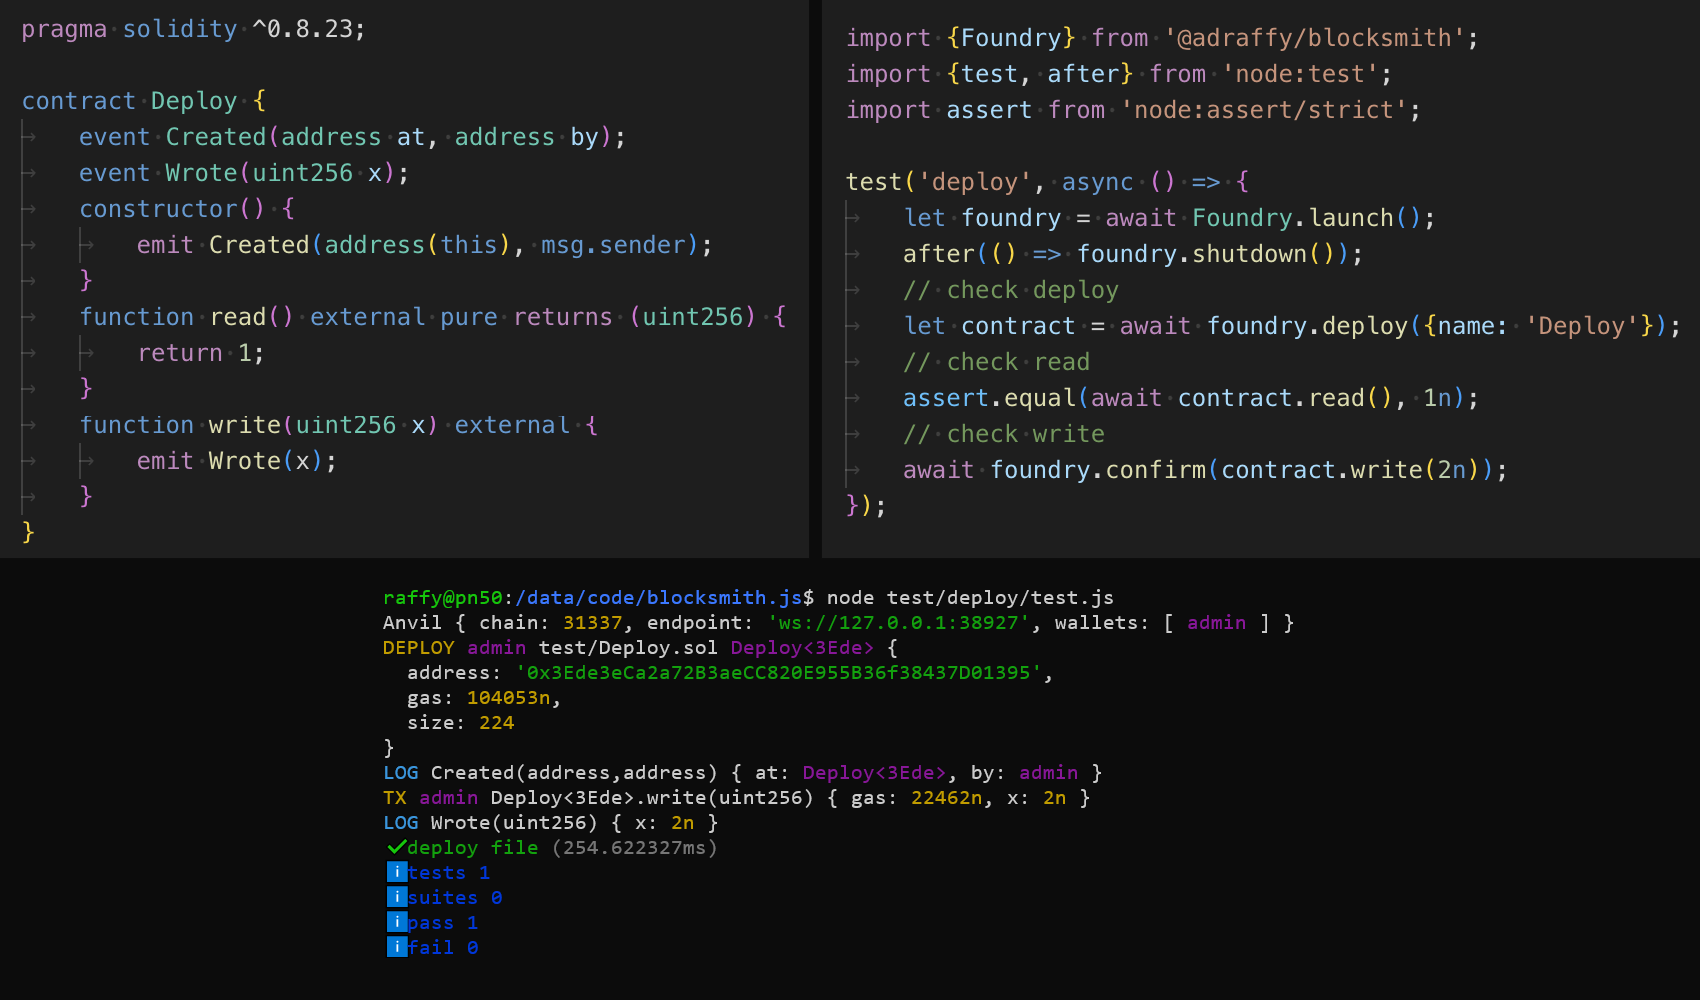 pragma solidity ^0.8.23;

contract Deploy {
    event Created(address at, address by);
    event Wrote(uint256 x);
    constructor() {
        emit Created(address(this), msg.sender);
    }
    function read() external pure returns (uint256) {
        return 1;
    }
    function write(uint256 x) external {
        emit Wrote(x);
    }
}
import {Foundry} from '@adraffy/blocksmith';
import {test, after} from 'node:test';
import assert from 'node:assert/strict';

test('deploy', async () => {
    let foundry = await Foundry.launch();
    after(() => foundry.shutdown());
    // check deploy
    let contract = await foundry.deploy({name: 'Deploy'});
    // check read
    assert.equal(await contract.read(), 1n);
    // check write
    await foundry.confirm(contract.write(2n));
});
raffy@pn50:/data/code/blocksmith.js$ node test/deploy/test.js
Anvil { chain: 31337, endpoint: 'ws://127.0.0.1:38927', wallets: [ admin ] }
DEPLOY admin test/Deploy.sol Deploy<3Ede> {
  address: '0x3Ede3eCa2a72B3aeCC820E955B36f38437D01395',
  gas: 104053n,
  size: 224
}
LOG Created(address,address) { at: Deploy<3Ede>, by: admin }
TX admin Deploy<3Ede>.write(uint256) { gas: 22462n, x: 2n }
LOG Wrote(uint256) { x: 2n }
✔deploy file (254.622327ms)
ℹtests 1
ℹsuites 0
ℹpass 1
ℹfail 0